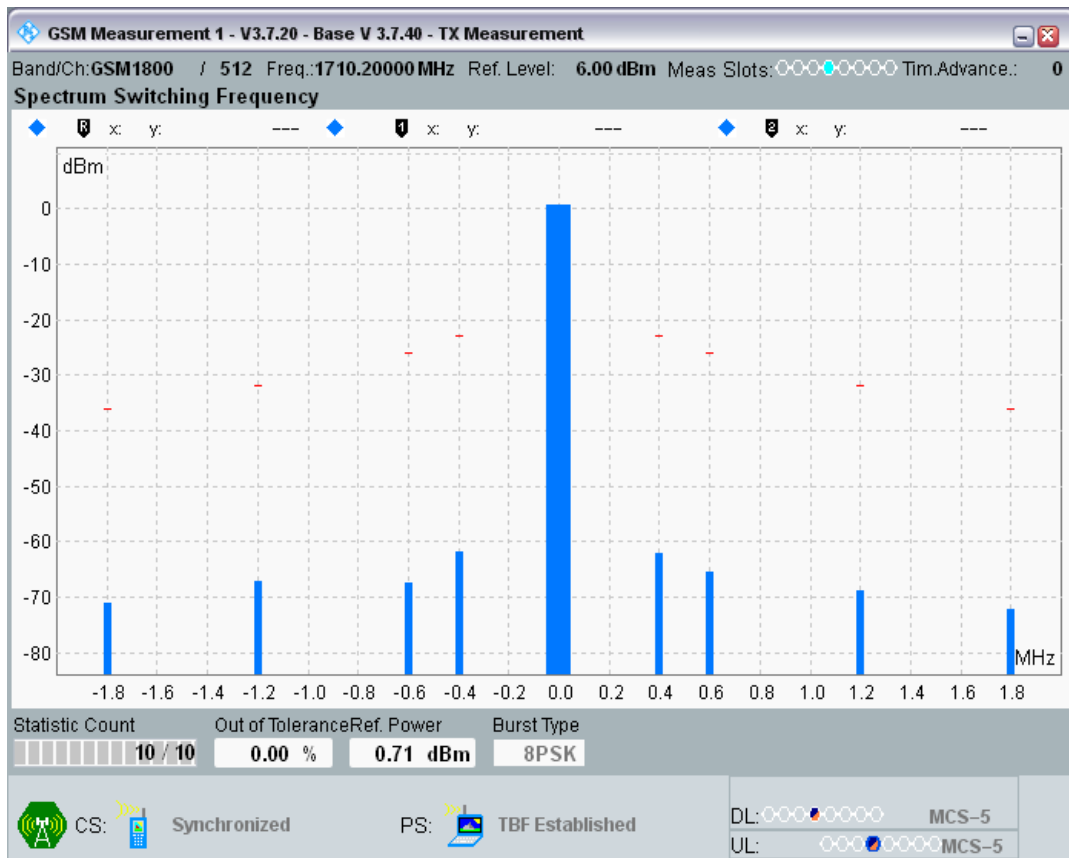 GSM Measurement 1 - V3.7.20 - Base V 3.7.40 - TX Measurement
Band/Ch:GSM1800 / 512 Freq.:1710.20000 MHz Ref. Level: 6.00 dBm Meas Slots: Tim.Advance.: 0
Spectrum Switching Frequency
R x: y: --- 1 x: y: --- 2 x: y: ---
dBm
0
-10
-20
-30
-40
-50
-60
-70
-80
MHz
-1.8 -1.6 -1.4 -1.2 -1.0 -0.8 -0.6 -0.4 -0.2 0.0 0.2 0.4 0.6 0.8 1.0 1.2 1.4 1.6 1.8
Statistic Count Out of Tolerance Ref. Power Burst Type
10 / 10 0.00 % 0.71 dBm 8PSK
CS: Synchronized PS: TBF Established DL: MCS-5
UL: MCS-5